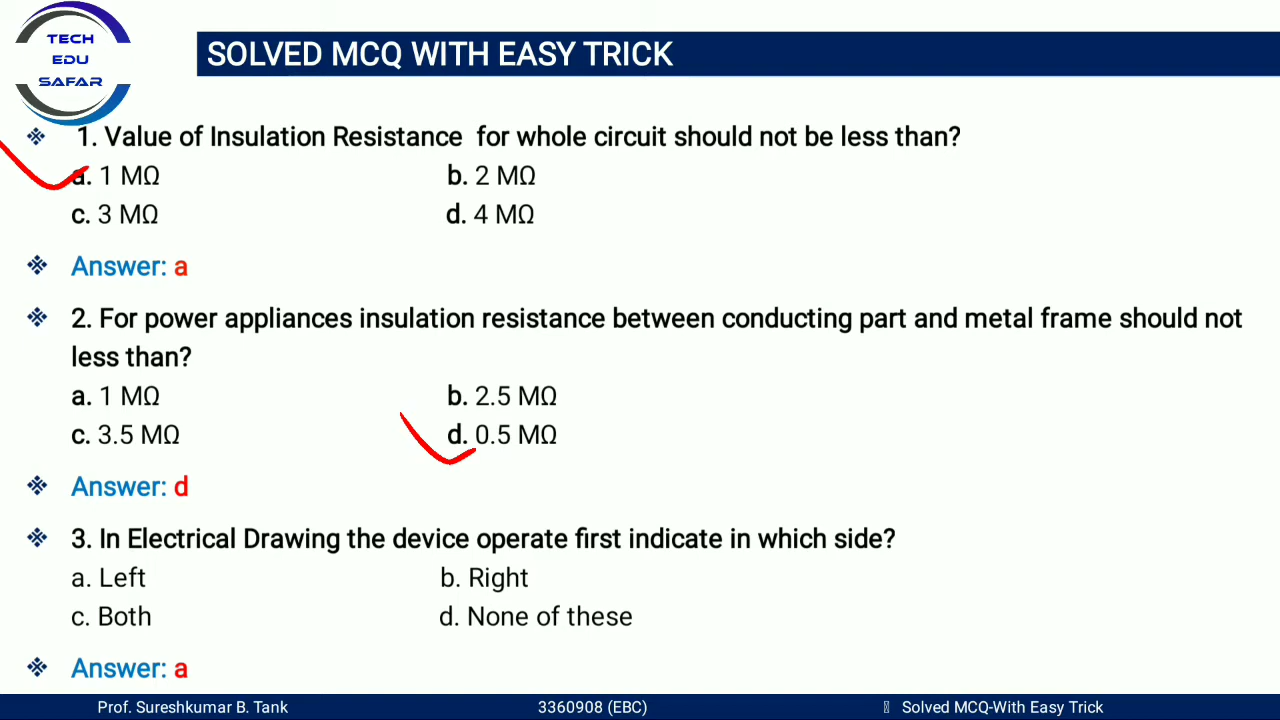 TECH
EDU
SAFAR
SOLVED MCQ WITH EASY TRICK
1. Value of Insulation Resistance for whole circuit should not be less than?
a. 1 MΩ b. 2 MΩ
c. 3 MΩ d. 4 MΩ
Answer: a
2. For power appliances insulation resistance between conducting part and metal frame should not
less than?
a. 1 MΩ b. 2.5 MΩ
c. 3.5 MΩ d. 0.5 MΩ
Answer: d
3. In Electrical Drawing the device operate first indicate in which side?
a. Left b. Right
c. Both d. None of these
Answer: a
Prof. Sureshkumar B. Tank 3360908 (EBC) Solved MCQ-With Easy Trick